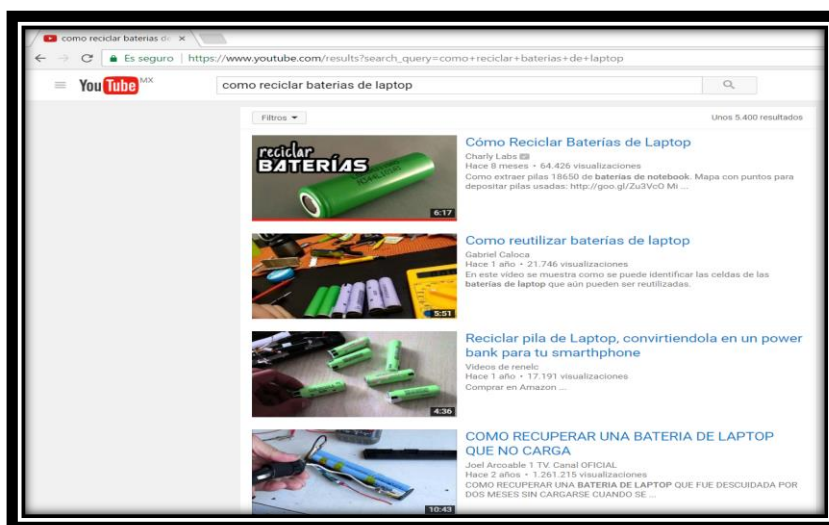 como reciclar baterias de
Es seguro https://www.youtube.com/results?search_query=como+reciclar+baterias+de+laptop
YouTube MX
como reciclar baterias de laptop
Filtros
Unos 5.400 resultados
reciclar
BATERÍAS
6:17
Cómo Reciclar Baterías de Laptop
Charly Labs
Hace 8 meses • 64.426 visualizaciones
Como extraer pilas 18650 de baterias de notebook. Mapa con puntos para
depositar pilas usadas: http://goo.gl/Zu3VcO Mi ...
5:51
Como reutilizar baterías de laptop
Gabriel Caloca
Hace 1 año • 21.746 visualizaciones
En este vídeo se muestra como se puede identificar las celdas de las
baterías de laptop que aún pueden ser reutilizadas.
4:36
Reciclar pila de Laptop, convirtiendola en un power
bank para tu smarthphone
Videos de renelc
Hace 1 año • 17.191 visualizaciones
Comprar en Amazon ...
10:43
COMO RECUPERAR UNA BATERIA DE LAPTOP
QUE NO CARGA
Joel Arcoable 1 TV. Canal OFICIAL
Hace 2 años • 1.261.215 visualizaciones
COMO RECUPERAR UNA BATERIA DE LAPTOP QUE FUE DESCUIDADA POR
DOS MESES SIN CARGARSE CUANDO SE ...